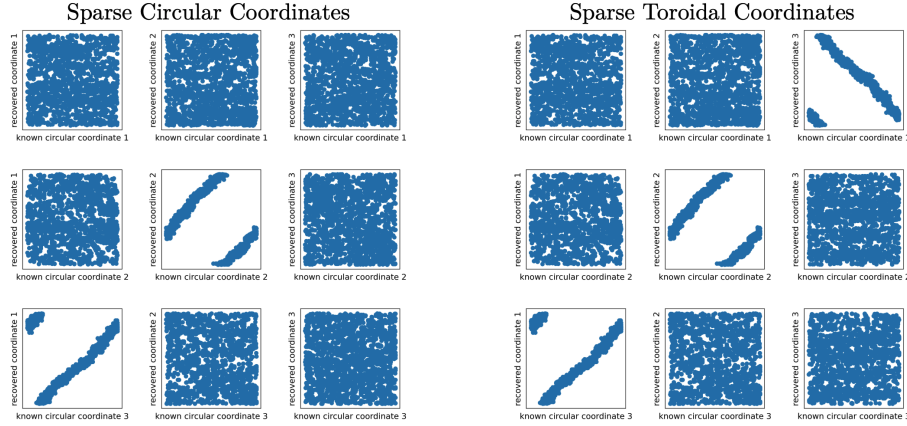 Sparse Circular Coordinates
recovered coordinate 1
known circular coordinate 1
recovered coordinate 2
known circular coordinate 1
recovered coordinate 3
known circular coordinate 1
recovered coordinate 1
known circular coordinate 2
recovered coordinate 2
known circular coordinate 2
recovered coordinate 3
known circular coordinate 2
recovered coordinate 1
known circular coordinate 3
recovered coordinate 2
known circular coordinate 3
recovered coordinate 3
known circular coordinate 3
Sparse Toroidal Coordinates
recovered coordinate 1
known circular coordinate 1
recovered coordinate 2
known circular coordinate 1
recovered coordinate 3
known circular coordinate 1
recovered coordinate 1
known circular coordinate 2
recovered coordinate 2
known circular coordinate 2
recovered coordinate 3
known circular coordinate 2
recovered coordinate 1
known circular coordinate 3
recovered coordinate 2
known circular coordinate 3
recovered coordinate 3
known circular coordinate 3